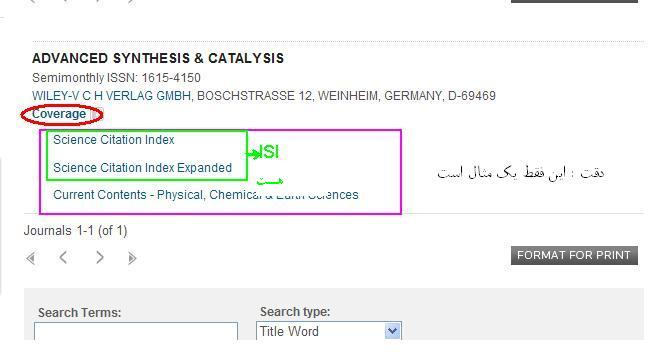 ADVANCED SYNTHESIS & CATALYSIS
Semimonthly ISSN: 1615-4150
WILEY-V C H VERLAG GMBH, BOSCHSTRASSE 12, WEINHEIM, GERMANY, D-69469
Coverage
Science Citation Index
ISI
Science Citation Index Expanded
دقت : این فقط یک مثال است
هست
Current Contents - Physical, Chemical & Earth Sciences
Journals 1-1 (of 1)
FORMAT FOR PRINT
Search Terms:
Search type:
Title Word